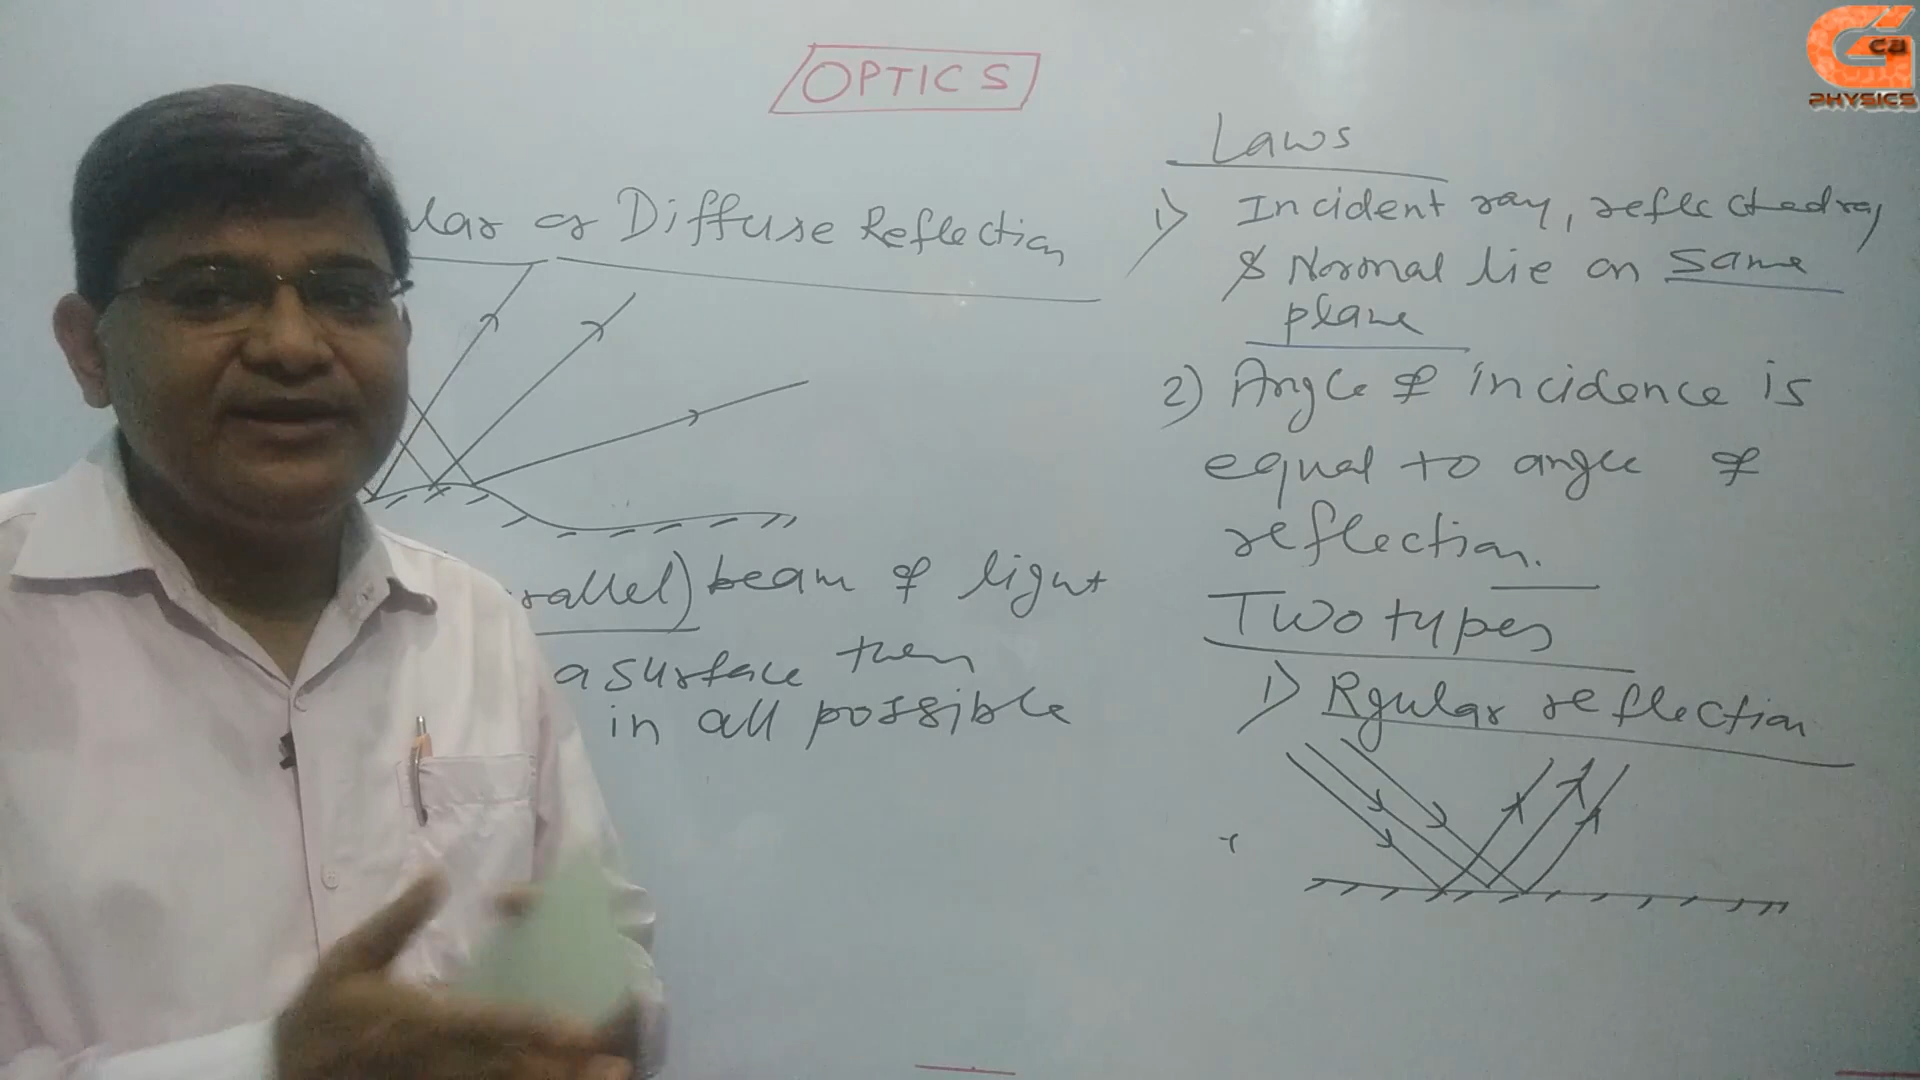 OPTICS
lar or Diffuse Reflection
rallel) beam of light
a surface then
in all possible
Laws
1) Incident ray, reflected ray
& Normal lie on same
plane
2) Angle of incidence is
equal to angle of
reflection.
Two types
1) Rgular reflection
G
CBI
PHYSICS